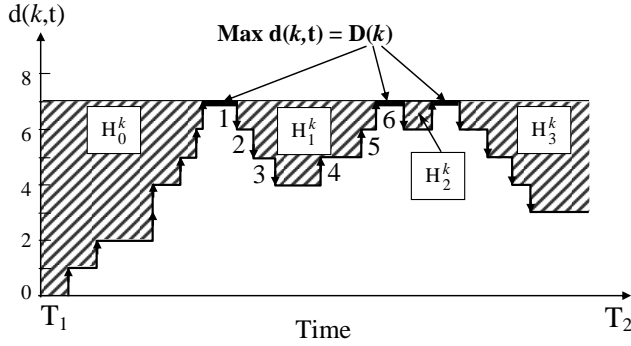 d(k,t)
Max d(k,t) = D(k)
8
6
4
2
0
H₀ᵏ
1
2
3
H₁ᵏ
4
5
6
H₂ᵏ
H₃ᵏ
T₁
Time
T₂